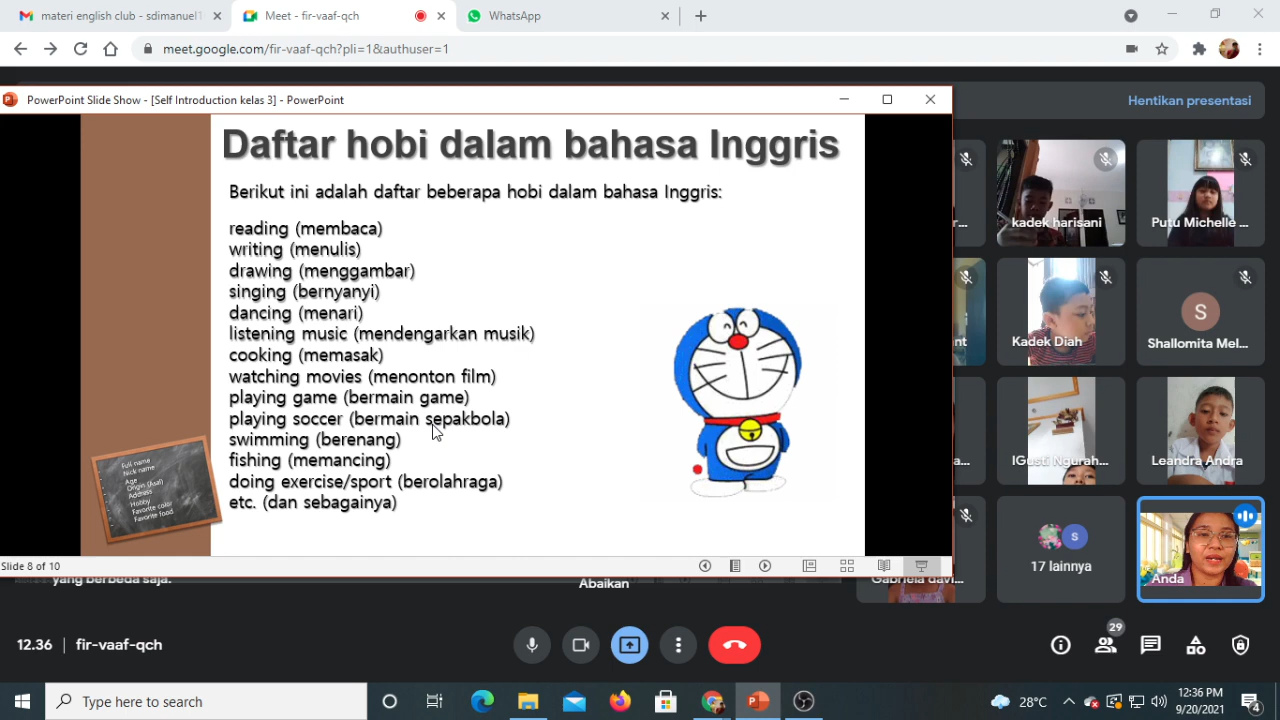 materi english club - sdimanuel1
Meet - fir-vaaf-qch
WhatsApp
meet.google.com/fir-vaaf-qch?pli=1&authuser=1
PowerPoint Slide Show - [Self Introduction kelas 3] - PowerPoint
Hentikan presentasi
Daftar hobi dalam bahasa Inggris
Berikut ini adalah daftar beberapa hobi dalam bahasa Inggris:
reading (membaca)
writing (menulis)
drawing (menggambar)
singing (bernyanyi)
dancing (menari)
listening music (mendengarkan musik)
cooking (memasak)
watching movies (menonton film)
playing game (bermain game)
playing soccer (bermain sepakbola)
swimming (berenang)
fishing (memancing)
doing exercise/sport (berolahraga)
etc. (dan sebagainya)
Full name
Nick name
Age
Origin (Asal)
Address
Hobby
Favorite color
Favorite food
Slide 8 of 10
kadek harisani
Putu Michelle ...
Kadek Diah
S
Shallomita Mel...
IGusti Ngurah...
Leandra Andra
S
17 lainnya
Anda
yang berbeda saja.
Abaikan
Gabriela davi...
12.36 | fir-vaaf-qch
29
Type here to search
28°C
12:36 PM
9/20/2021
4